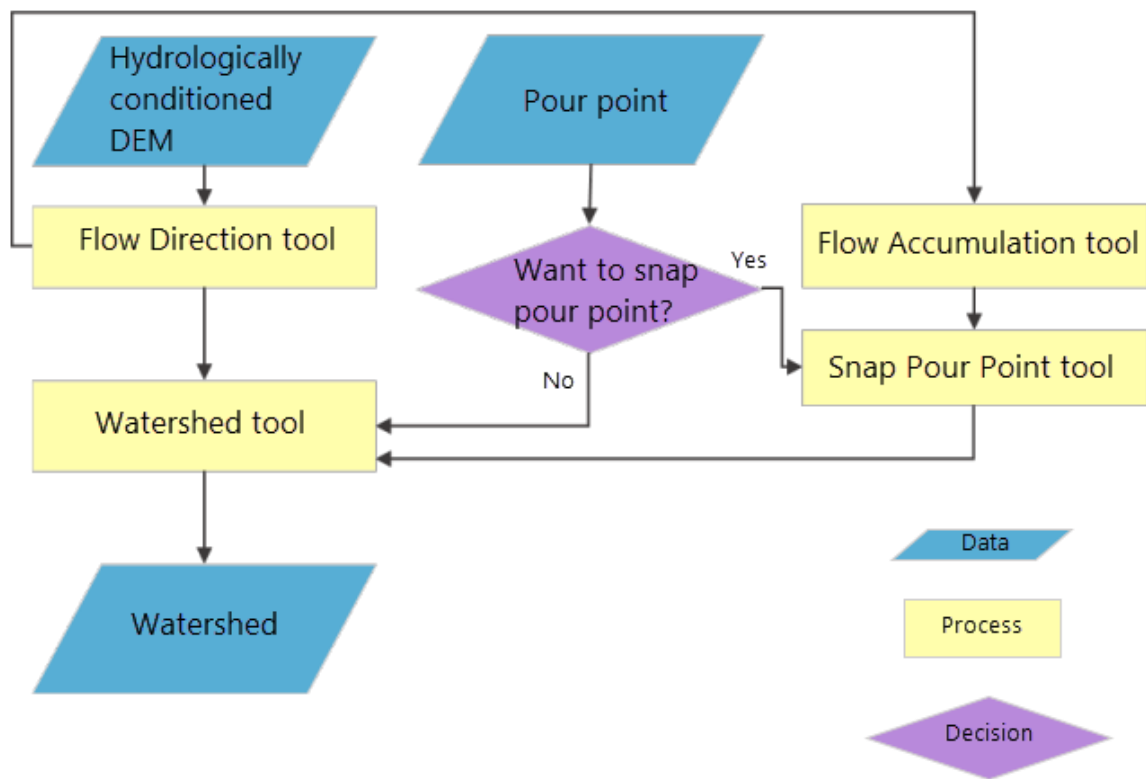 Hydrologically
conditioned
DEM
Pour point
Flow Direction tool
Want to snap
pour point?
Yes
Flow Accumulation tool
No
Snap Pour Point tool
Watershed tool
Watershed
Data
Process
Decision